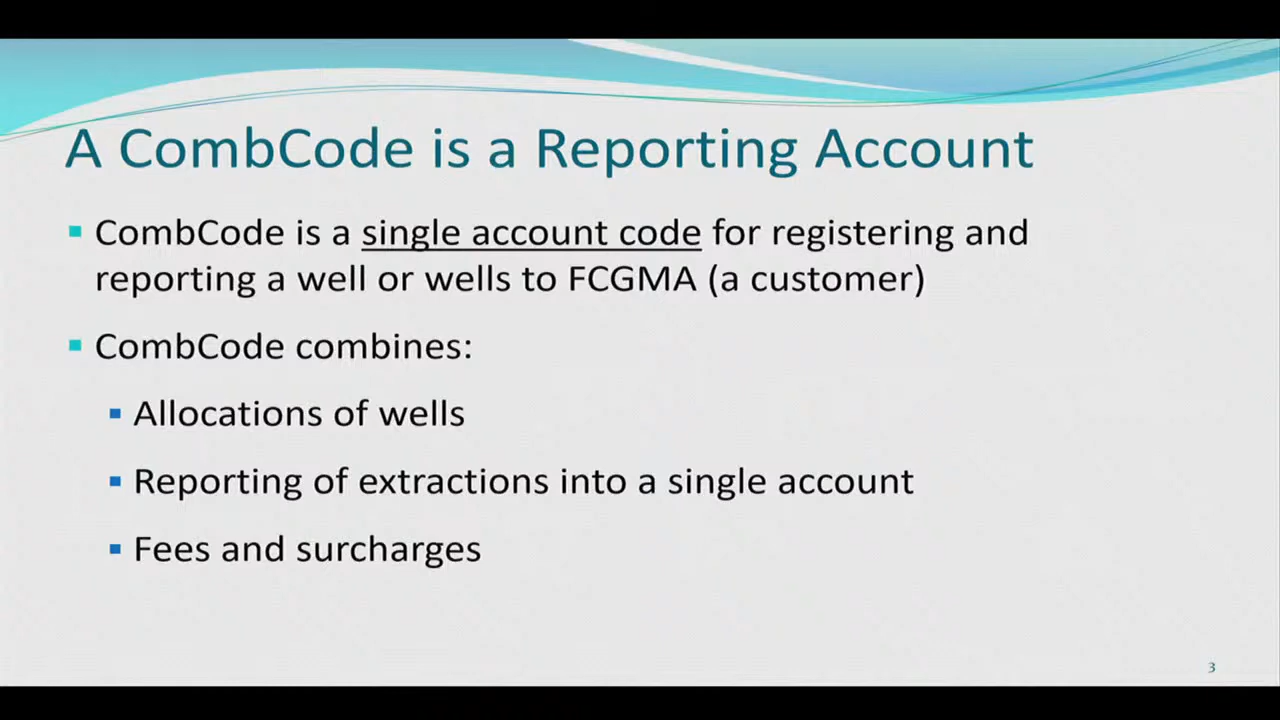 A CombCode is a Reporting Account
CombCode is a single account code for registering and
reporting a well or wells to FCGMA (a customer)
CombCode combines:
Allocations of wells
Reporting of extractions into a single account
Fees and surcharges
3